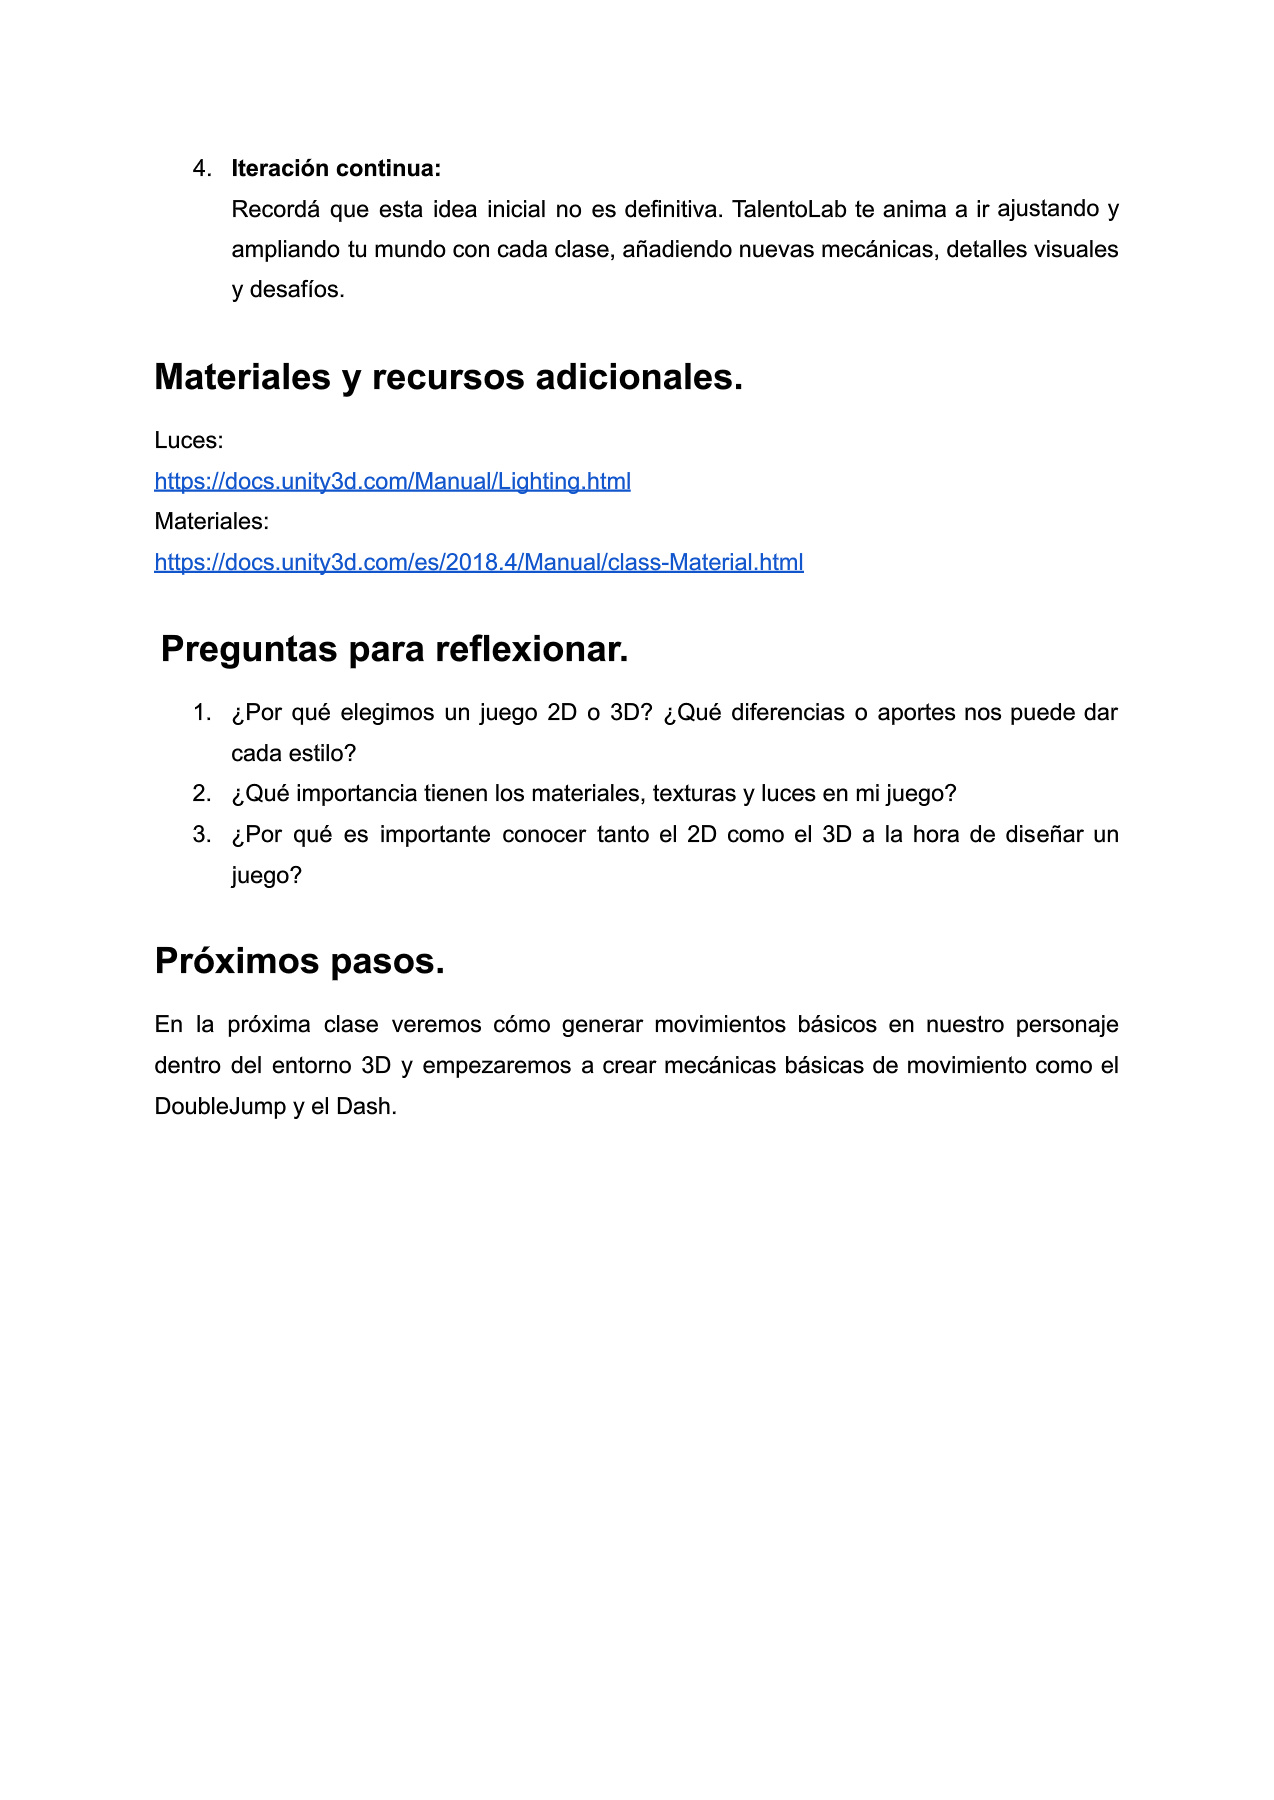 4. Iteración continua:
Recordá que esta idea inicial no es definitiva. TalentoLab te anima a ir ajustando y
ampliando tu mundo con cada clase, añadiendo nuevas mecánicas, detalles visuales
y desafíos.
Materiales y recursos adicionales.
Luces:
https://docs.unity3d.com/Manual/Lighting.html
Materiales:
https://docs.unity3d.com/es/2018.4/Manual/class-Material.html
Preguntas para reflexionar.
1. ¿Por qué elegimos un juego 2D o 3D? ¿Qué diferencias o aportes nos puede dar
cada estilo?
2. ¿Qué importancia tienen los materiales, texturas y luces en mi juego?
3. ¿Por qué es importante conocer tanto el 2D como el 3D a la hora de diseñar un
juego?
Próximos pasos.
En la próxima clase veremos cómo generar movimientos básicos en nuestro personaje
dentro del entorno 3D y empezaremos a crear mecánicas básicas de movimiento como el
DoubleJump y el Dash.